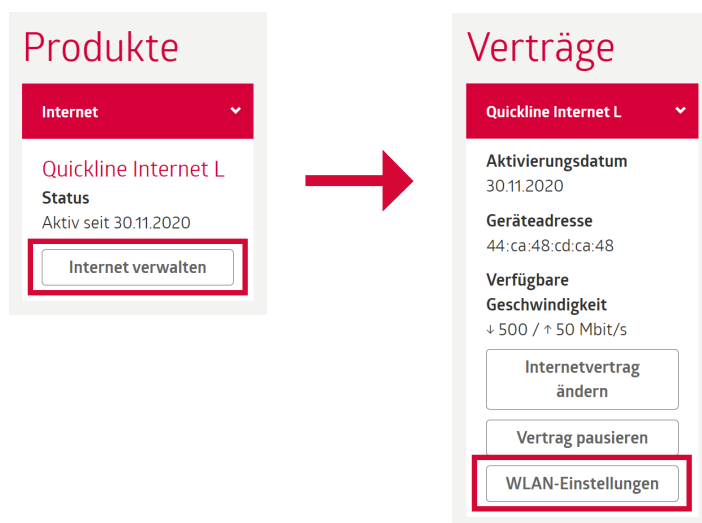 Produkte
Internet
Quickline Internet L
Status
Aktiv seit 30.11.2020
Internet verwalten
Verträge
Quickline Internet L
Aktivierungsdatum
30.11.2020
Geräteadresse
44:ca:48:cd:ca:48
Verfügbare
Geschwindigkeit
↓ 500 / ↑ 50 Mbit/s
Internetvertrag
ändern
Vertrag pausieren
WLAN-Einstellungen